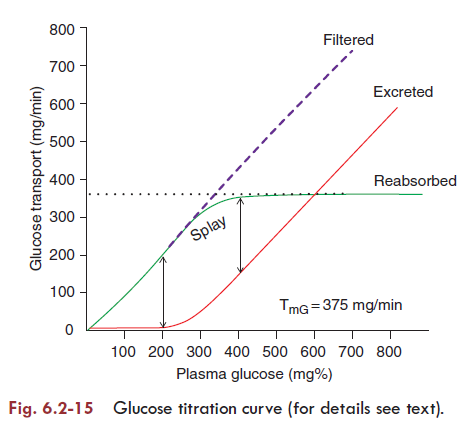 800
Filtered
700
Excreted
600
500
Glucose transport (mg/min)
400
Reabsorbed
300
Splay
200
100
TmG = 375 mg/min
0
100 200 300 400 500 600 700 800
Plasma glucose (mg%)
Fig. 6.2-15 Glucose titration curve (for details see text).